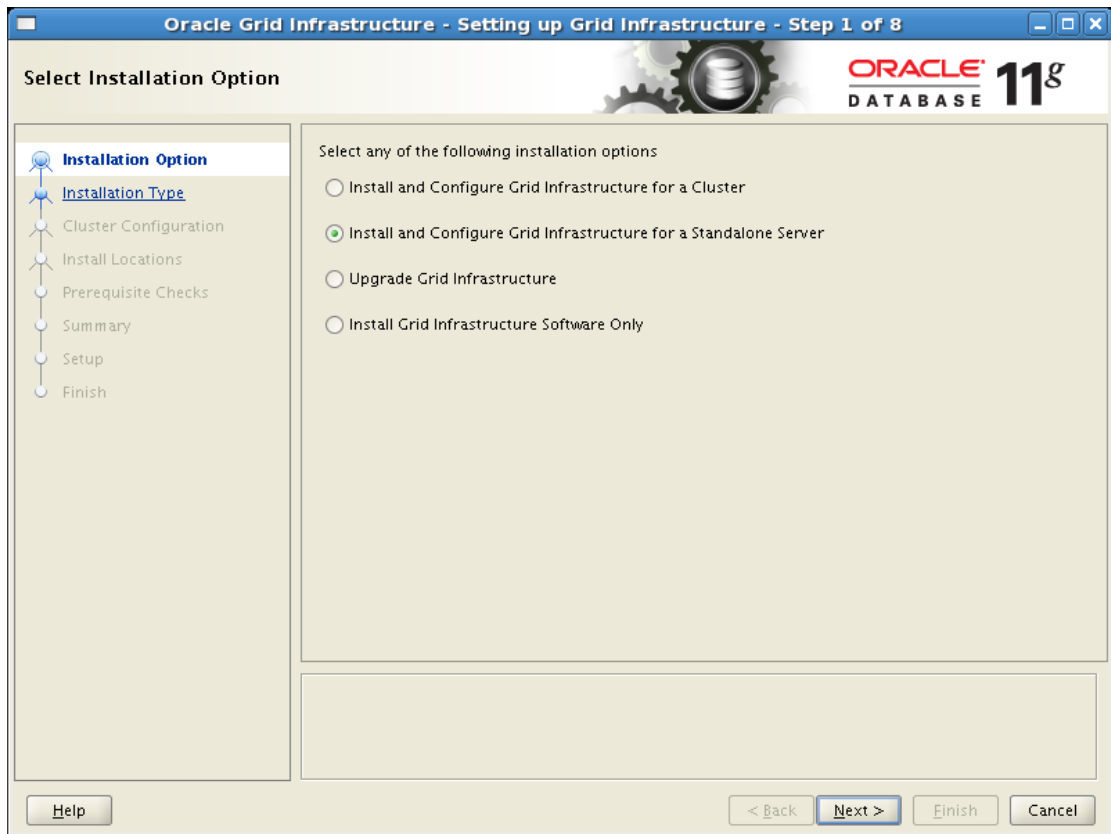 Oracle Grid Infrastructure - Setting up Grid Infrastructure - Step 1 of 8
Select Installation Option
ORACLE
DATABASE
11g
Installation Option
Installation Type
Cluster Configuration
Install Locations
Prerequisite Checks
Summary
Setup
Finish
Select any of the following installation options
Install and Configure Grid Infrastructure for a Cluster
Install and Configure Grid Infrastructure for a Standalone Server
Upgrade Grid Infrastructure
Install Grid Infrastructure Software Only
Help
< Back
Next >
Finish
Cancel